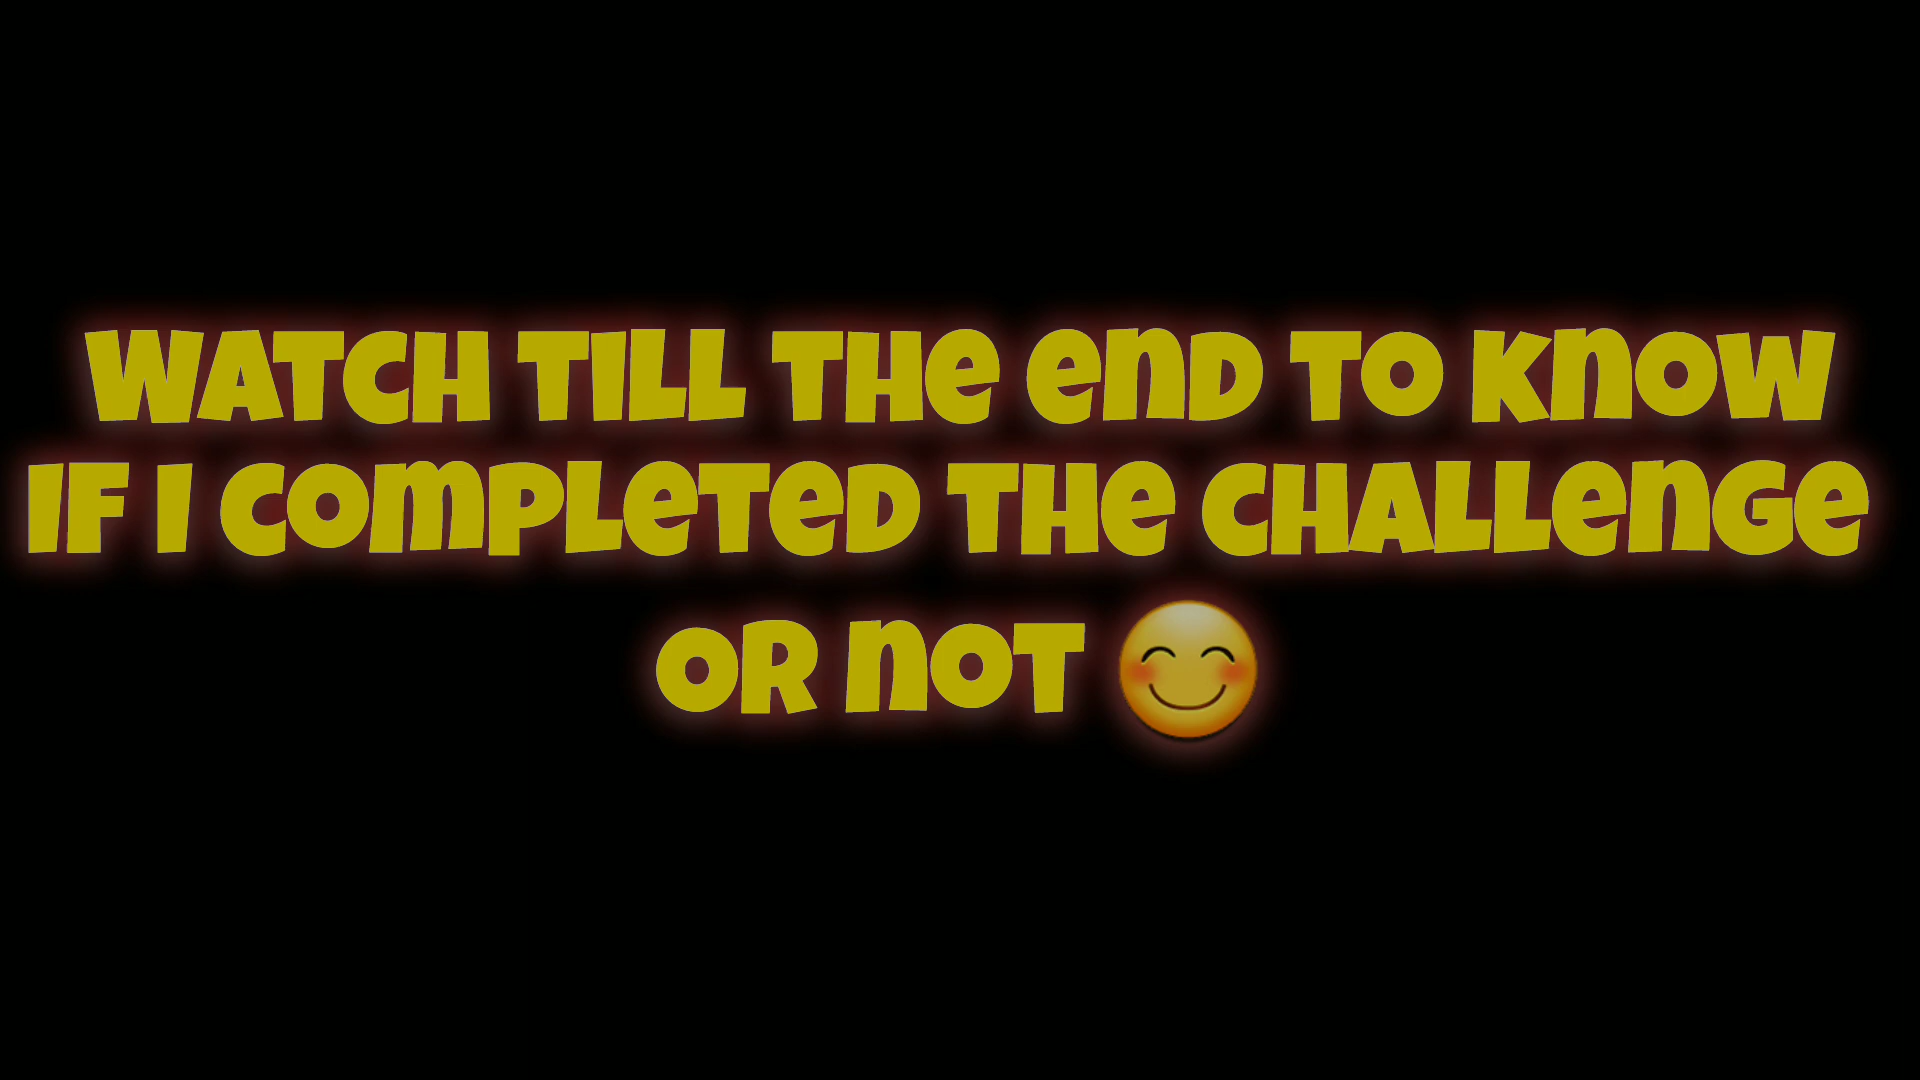 WATCH TILL THE END TO KNOW
IF I COMPLETED THE CHALLENGE
OR NOT 😊